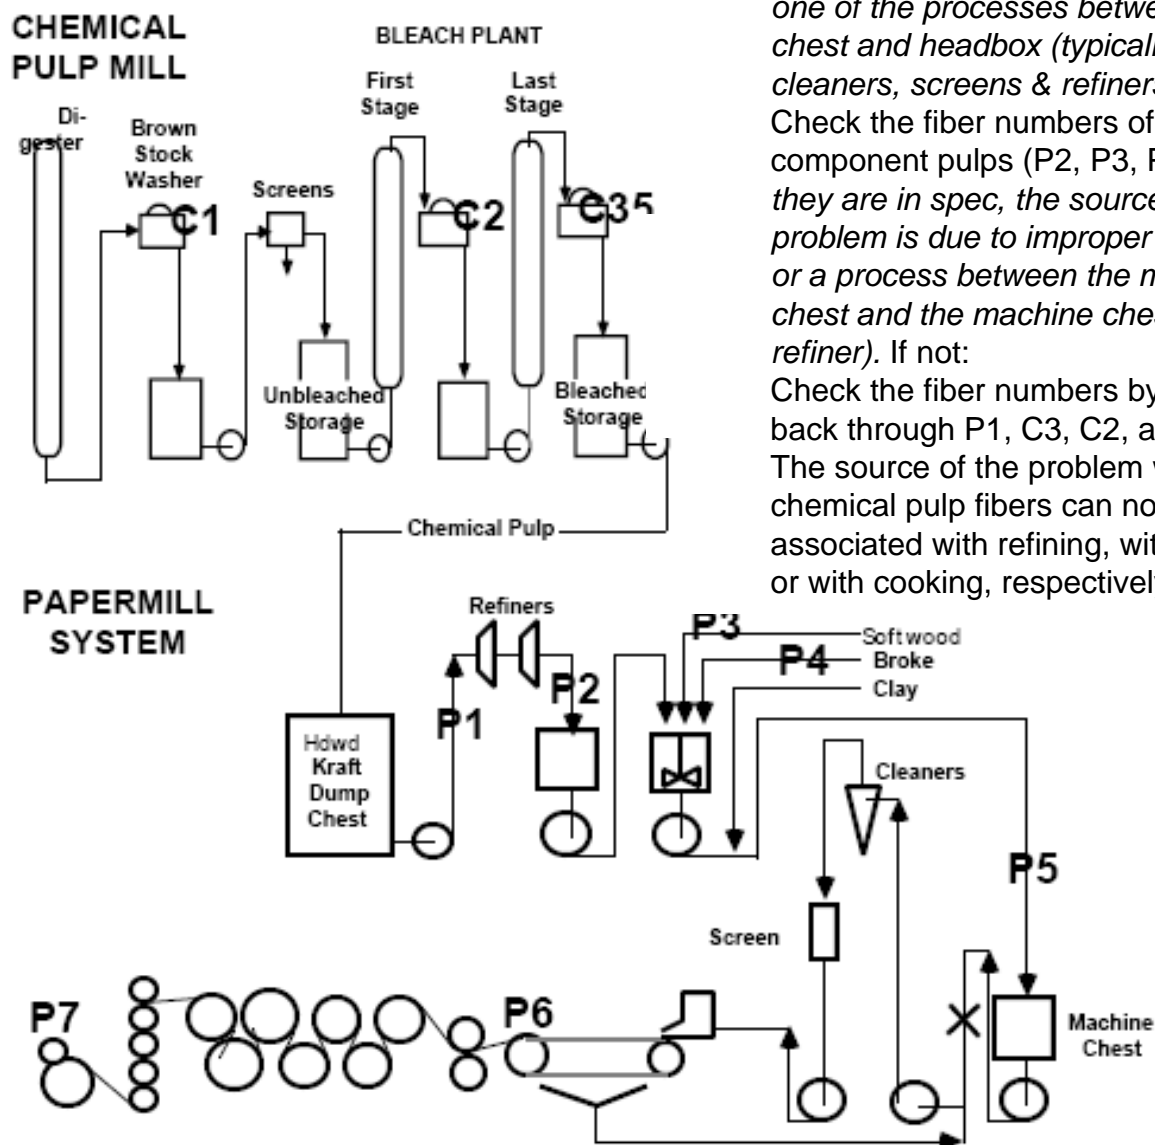 CHEMICAL
PULP MILL
BLEACH PLANT
First
Stage
Last
Stage
Di-
gester
Brown
Stock
Washer
Screens
C1
C2
C35
Unbleached
Storage
Bleached
Storage
Chemical Pulp
one of the processes betwe
chest and headbox (typicall
cleaners, screens & refiners
Check the fiber numbers of
component pulps (P2, P3, P
they are in spec, the source
problem is due to improper
or a process between the m
chest and the machine ches
refiner). If not:
Check the fiber numbers by
back through P1, C3, C2, a
The source of the problem
chemical pulp fibers can no
associated with refining, wit
or with cooking, respectively
PAPERMILL
SYSTEM
Refiners
P3
Softwood
P4
Broke
Clay
P1
P2
Hdwd
Kraft
Dump
Chest
Cleaners
P5
Screen
P7
P6
Machine
Chest